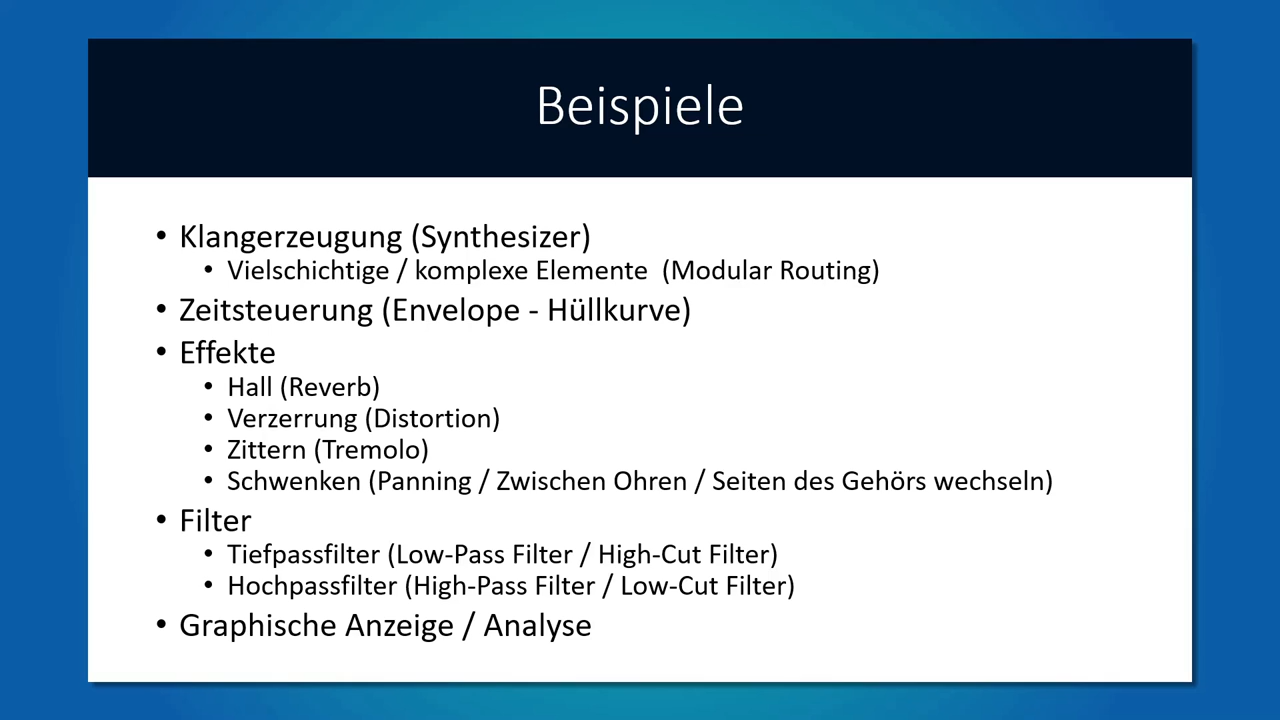 Beispiele
• Klangerzeugung (Synthesizer)
• Vielschichtige / komplexe Elemente  (Modular Routing)
• Zeitsteuerung (Envelope - Hüllkurve)
• Effekte
• Hall (Reverb)
• Verzerrung (Distortion)
• Zittern (Tremolo)
• Schwenken (Panning / Zwischen Ohren / Seiten des Gehörs wechseln)
• Filter
• Tiefpassfilter (Low-Pass Filter / High-Cut Filter)
• Hochpassfilter (High-Pass Filter / Low-Cut Filter)
• Graphische Anzeige / Analyse